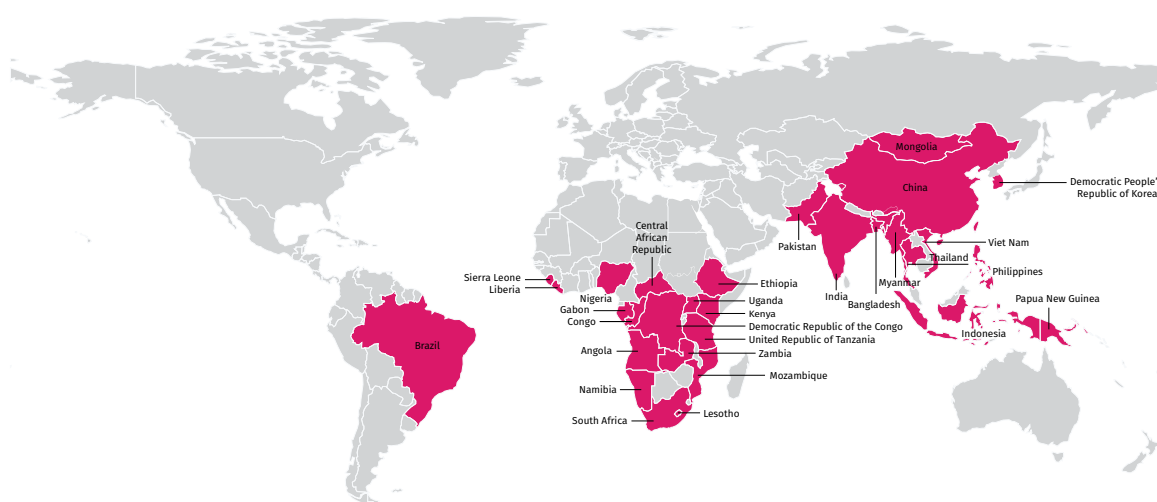 Mongolia
China
Democratic People's
Republic of Korea
Pakistan
Viet Nam
Thailand
Philippines
Myanmar
India
Bangladesh
Papua New Guinea
Indonesia
Central
African
Republic
Sierra Leone
Liberia
Nigeria
Ethiopia
Gabon
Uganda
Congo
Kenya
Democratic Republic of the Congo
United Republic of Tanzania
Brazil
Angola
Zambia
Mozambique
Namibia
Lesotho
South Africa